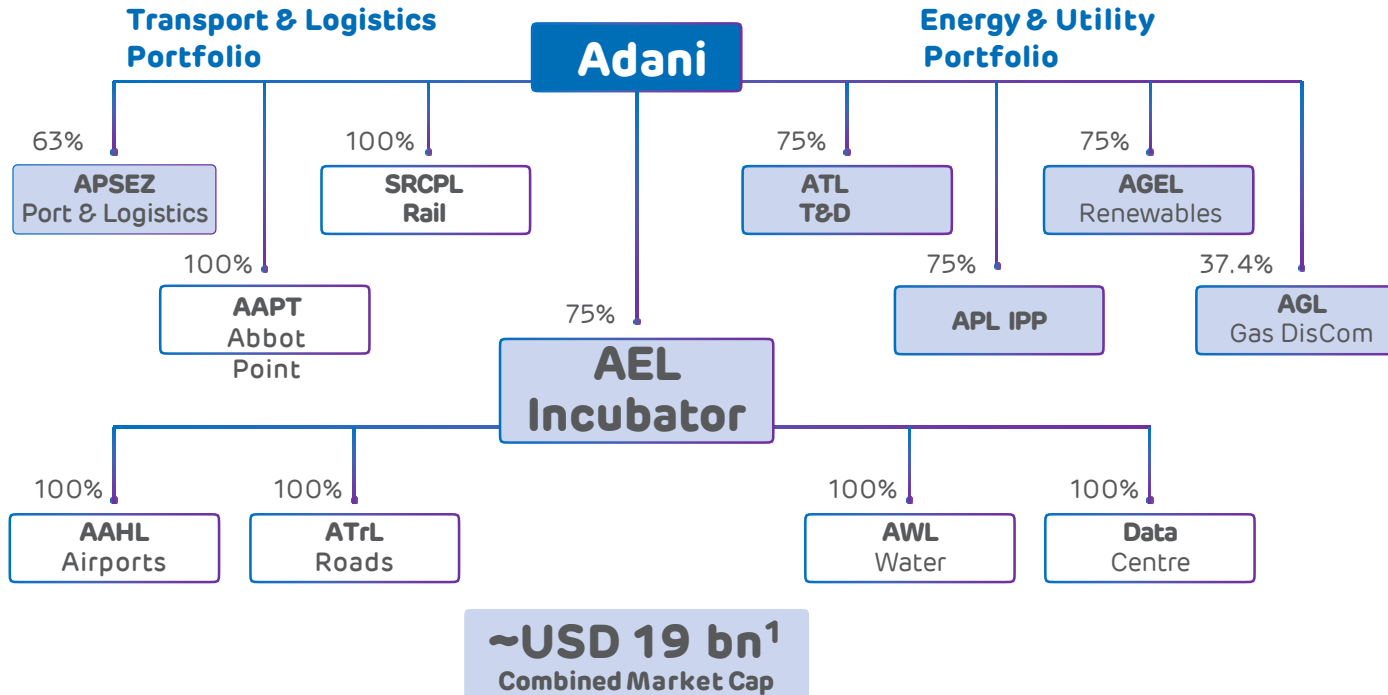 Transport & Logistics
Portfolio
Adani
Energy & Utility
Portfolio
63%
APSEZ
Port & Logistics
100%
SRCPL
Rail
75%
ATL
T&D
75%
AGEL
Renewables
100%
AAPT
Abbot
Point
75%
AEL
Incubator
75%
APL IPP
37.4%
AGL
Gas DisCom
100%
AAHL
Airports
100%
ATrL
Roads
100%
AWL
Water
100%
Data
Centre
~USD 19 bn¹
Combined Market Cap